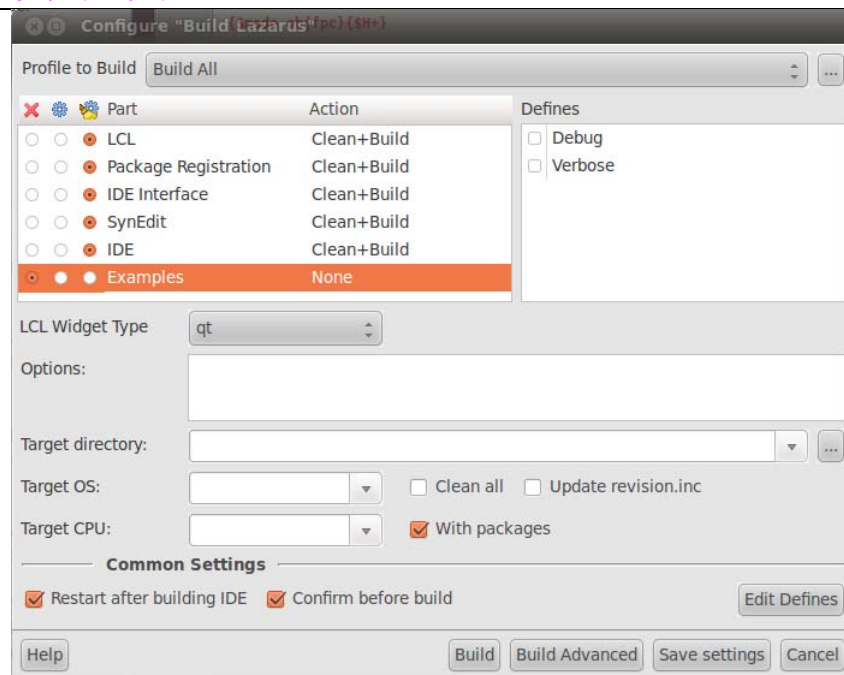 Configure "Build Lazarus"
Profile to Build Build All ...
Part Action Defines
LCL Clean+Build Debug
Package Registration Clean+Build Verbose
IDE Interface Clean+Build
SynEdit Clean+Build
IDE Clean+Build
Examples None
LCL Widget Type qt
Options:
Target directory: ...
Target OS: Clean all Update revision.inc
Target CPU: With packages
Common Settings
Restart after building IDE Confirm before build Edit Defines
Help Build Build Advanced Save settings Cancel